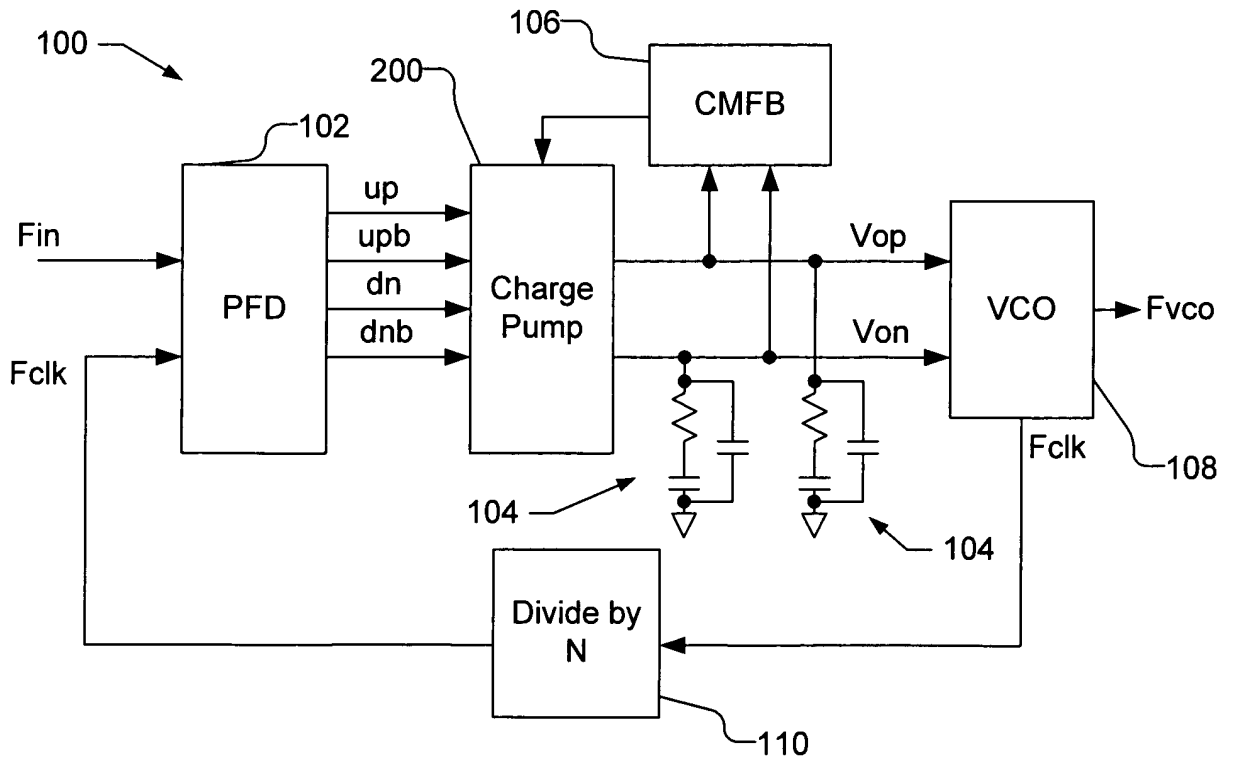 106
100
CMFB
200
102
up
Fin
upb
Vop
dn
Charge
Pump
PFD
VCO
Fvco
dnb
Von
Fclk
Fclk
108
104
104
Divide by
N
110